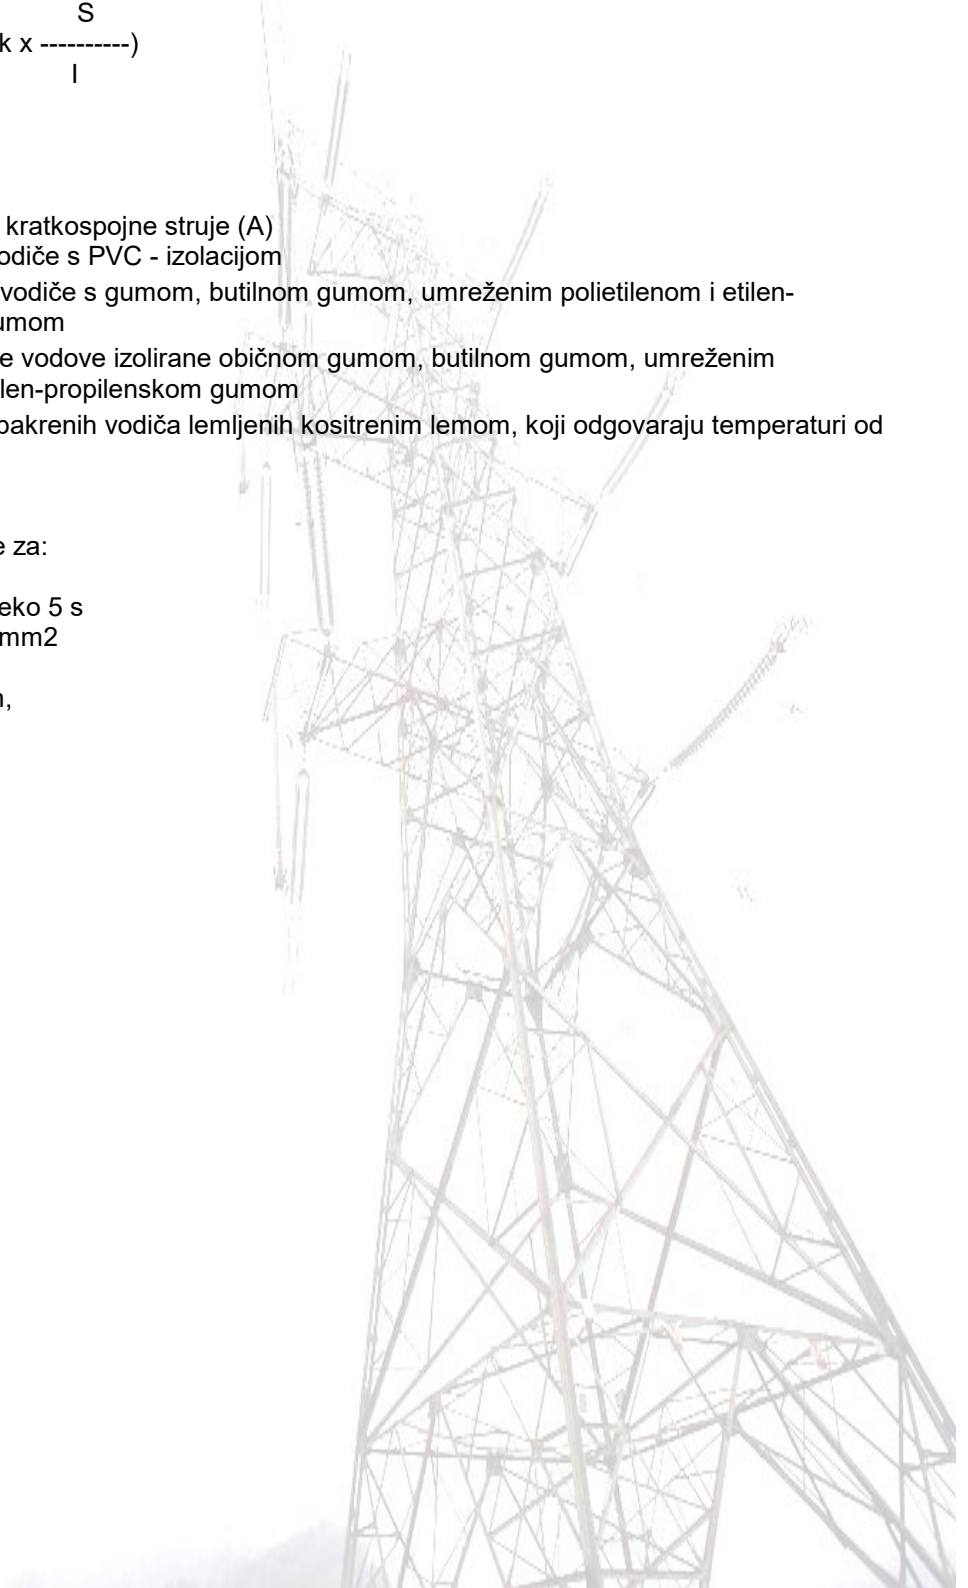 S
k x ----------)
I
kratkospojne struje (A)
odiče s PVC - izolacijom
vodiče s gumom, butilnom gumom, umreženim polietilenom i etilen-
umom
e vodove izolirane običnom gumom, butilnom gumom, umreženim
len-propilenskom gumom
bakrenih vodiča lemljenih kositrenim lemom, koji odgovaraju temperaturi od
e za:
eko 5 s
mm2
n,